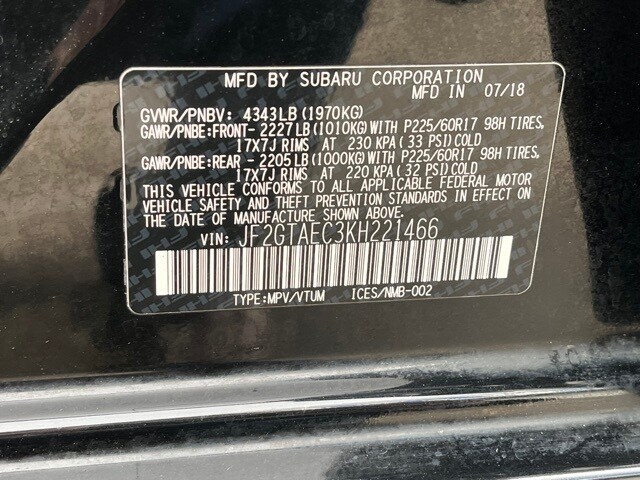 MFD BY SUBARU CORPORATION
MFD IN 07/18
GVWR/PNBV: 4343LB(1970KG)
GAWR/PNBE:FRONT-2227LB(1010KG)WITH P225/60R17 98H TIRES,
17X7J RIMS AT 230 KPA(33 PSI)COLD
GAWR/PNBE:REAR -2205LB(1000KG)WITH P225/60R17 98H TIRES,
17X7J RIMS AT 220 KPA(32 PSI)COLD
THIS VEHICLE CONFORMS TO ALL APPLICABLE FEDERAL MOTOR
VEHICLE SAFETY AND THEFT PREVENTION STANDARDS IN EFFECT ON
THE DATE OF MANUFACTURE SHOWN ABOVE.
VIN: JF2GTAEC3KH221466
TYPE:MPV/VTUM ICES/NMB-002